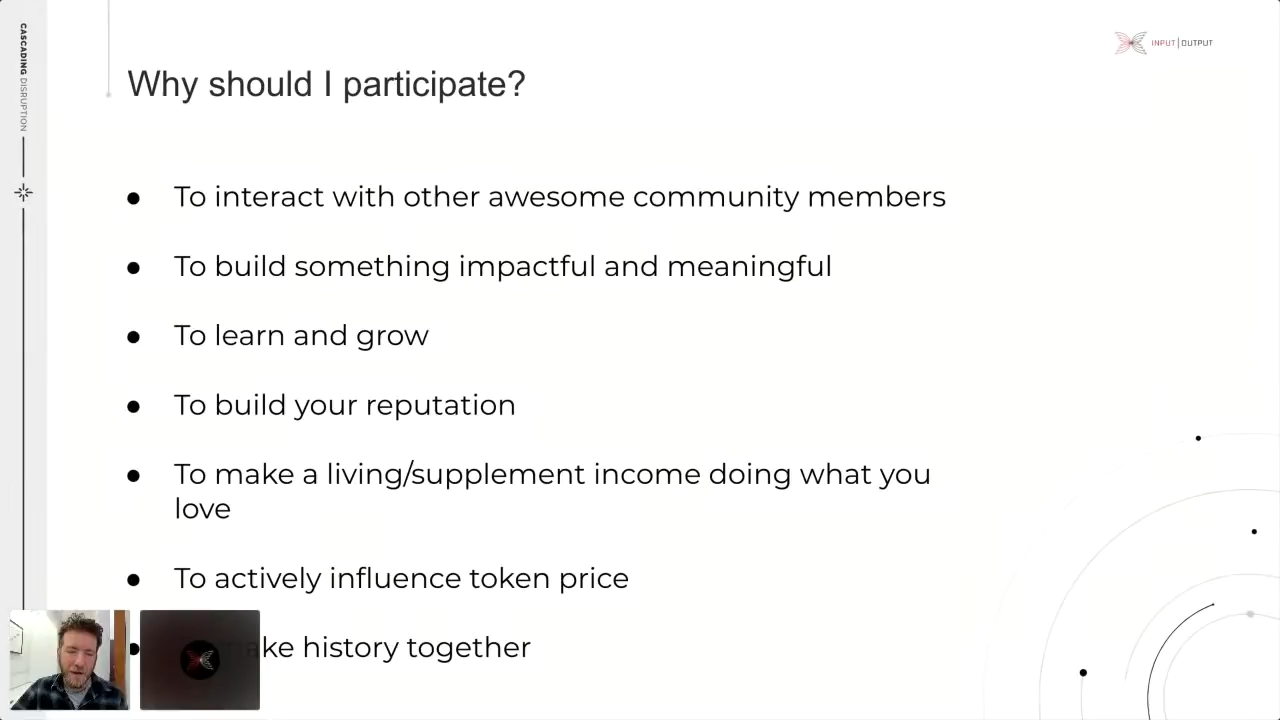 CASCADING DISRUPTION
INPUT|OUTPUT
Why should I participate?
● To interact with other awesome community members
● To build something impactful and meaningful
● To learn and grow
● To build your reputation
● To make a living/supplement income doing what you
love
● To actively influence token price
● history together